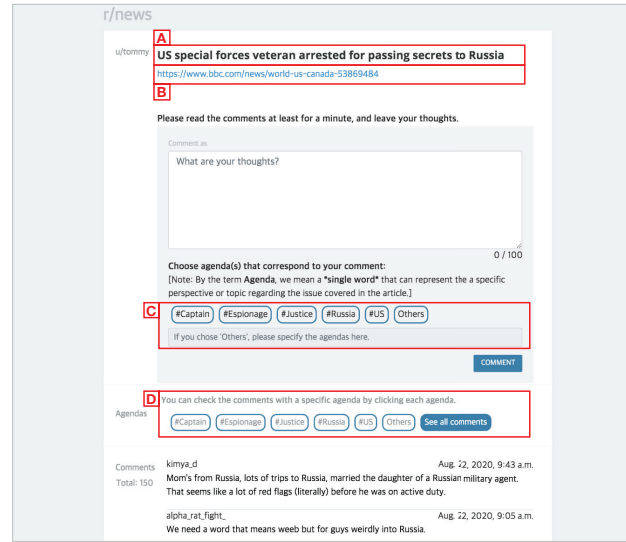 r/news
A
u/tommy
US special forces veteran arrested for passing secrets to Russia
https://www.bbc.com/news/world-us-canada-53869484
B
Please read the comments at least for a minute, and leave your thoughts.
Comment as
What are your thoughts?
0 / 100
Choose agenda(s) that correspond to your comment:
[Note: By the term Agenda, we mean a *single word* that can represent the a specific
perspective or topic regarding the issue covered in the article.]
C
#Captain #Espionage #Justice #Russia #US Others
If you chose 'Others', please specify the agendas here.
COMMENT
D
You can check the comments with a specific agenda by clicking each agenda.
Agendas
#Captain #Espionage #Justice #Russia #US Others See all comments
Comments
Total: 150
kimya_d Aug. 22, 2020, 9:43 a.m.
Mom's from Russia, lots of trips to Russia, married the daughter of a Russian military agent.
That seems like a lot of red flags (literally) before he was on active duty.
alpha_rat_fight_ Aug. 22, 2020, 9:05 a.m.
We need a word that means weeb but for guys weirdly into Russia.